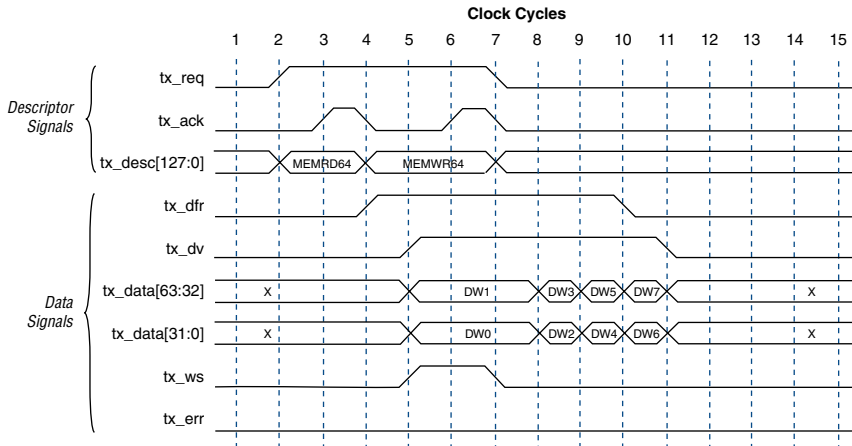 Clock Cycles
1 2 3 4 5 6 7 8 9 10 11 12 13 14 15
Descriptor
Signals
tx_req
tx_ack
tx_desc[127:0] MEMRD64 MEMWR64
Data
Signals
tx_dfr
tx_dv
tx_data[63:32] X DW1 DW3 DW5 DW7 X
tx_data[31:0] X DW0 DW2 DW4 DW6 X
tx_ws
tx_err